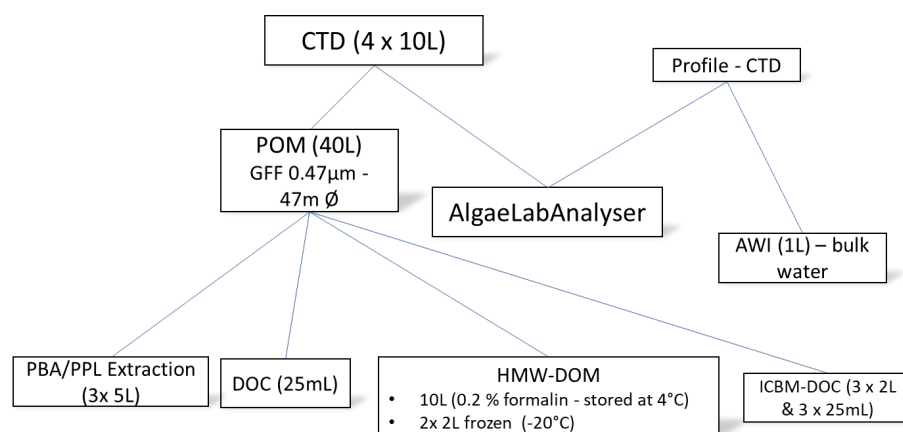 CTD (4 x 10L)
Profile - CTD
POM (40L)
GFF 0.47µm -
47m Ø
AlgaeLabAnalyser
AWI (1L) – bulk
water
PBA/PPL Extraction
(3x 5L)
DOC (25mL)
HMW-DOM
• 10L (0.2 % formalin - stored at 4°C)
• 2x 2L frozen (-20°C)
ICBM-DOC (3 x 2L
& 3 x 25mL)